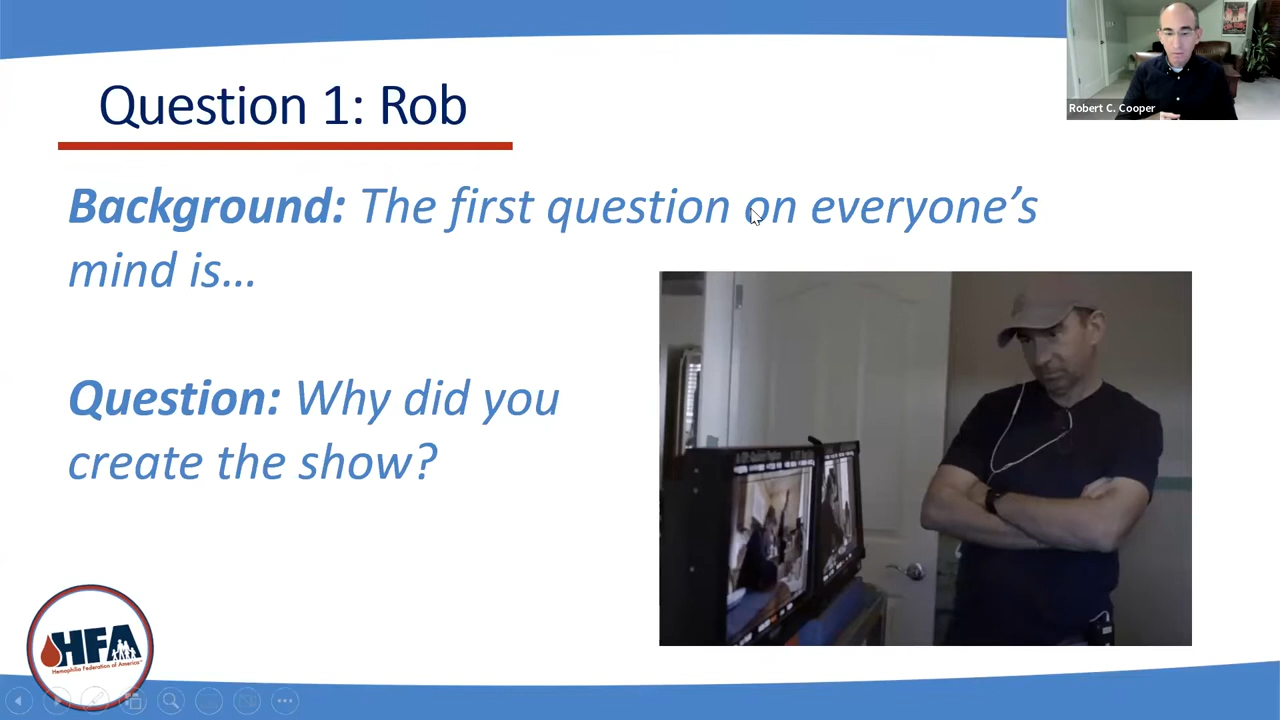 Question 1: Rob
Robert C. Cooper
Background: The first question on everyone’s
mind is…
Question: Why did you
create the show?
HFA
Hemophilia Federation of America